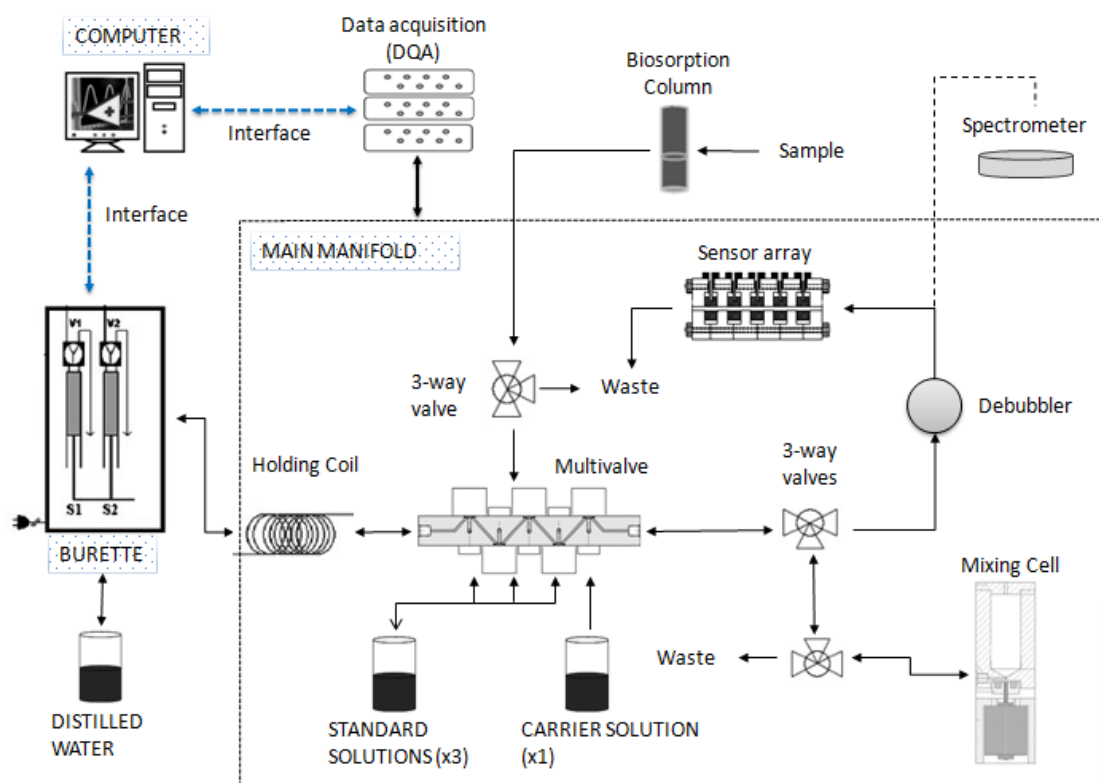 COMPUTER
Data acquisition
(DQA)
Biosorption
Column
Interface
Sample
Spectrometer
Interface
MAIN MANIFOLD
Sensor array
V1
V2
3-way
valve
Waste
Debubbler
Holding Coil
Multivalve
3-way
valves
S1
S2
BURETTE
Mixing Cell
Waste
DISTILLED
WATER
STANDARD
SOLUTIONS (x3)
CARRIER SOLUTION
(x1)